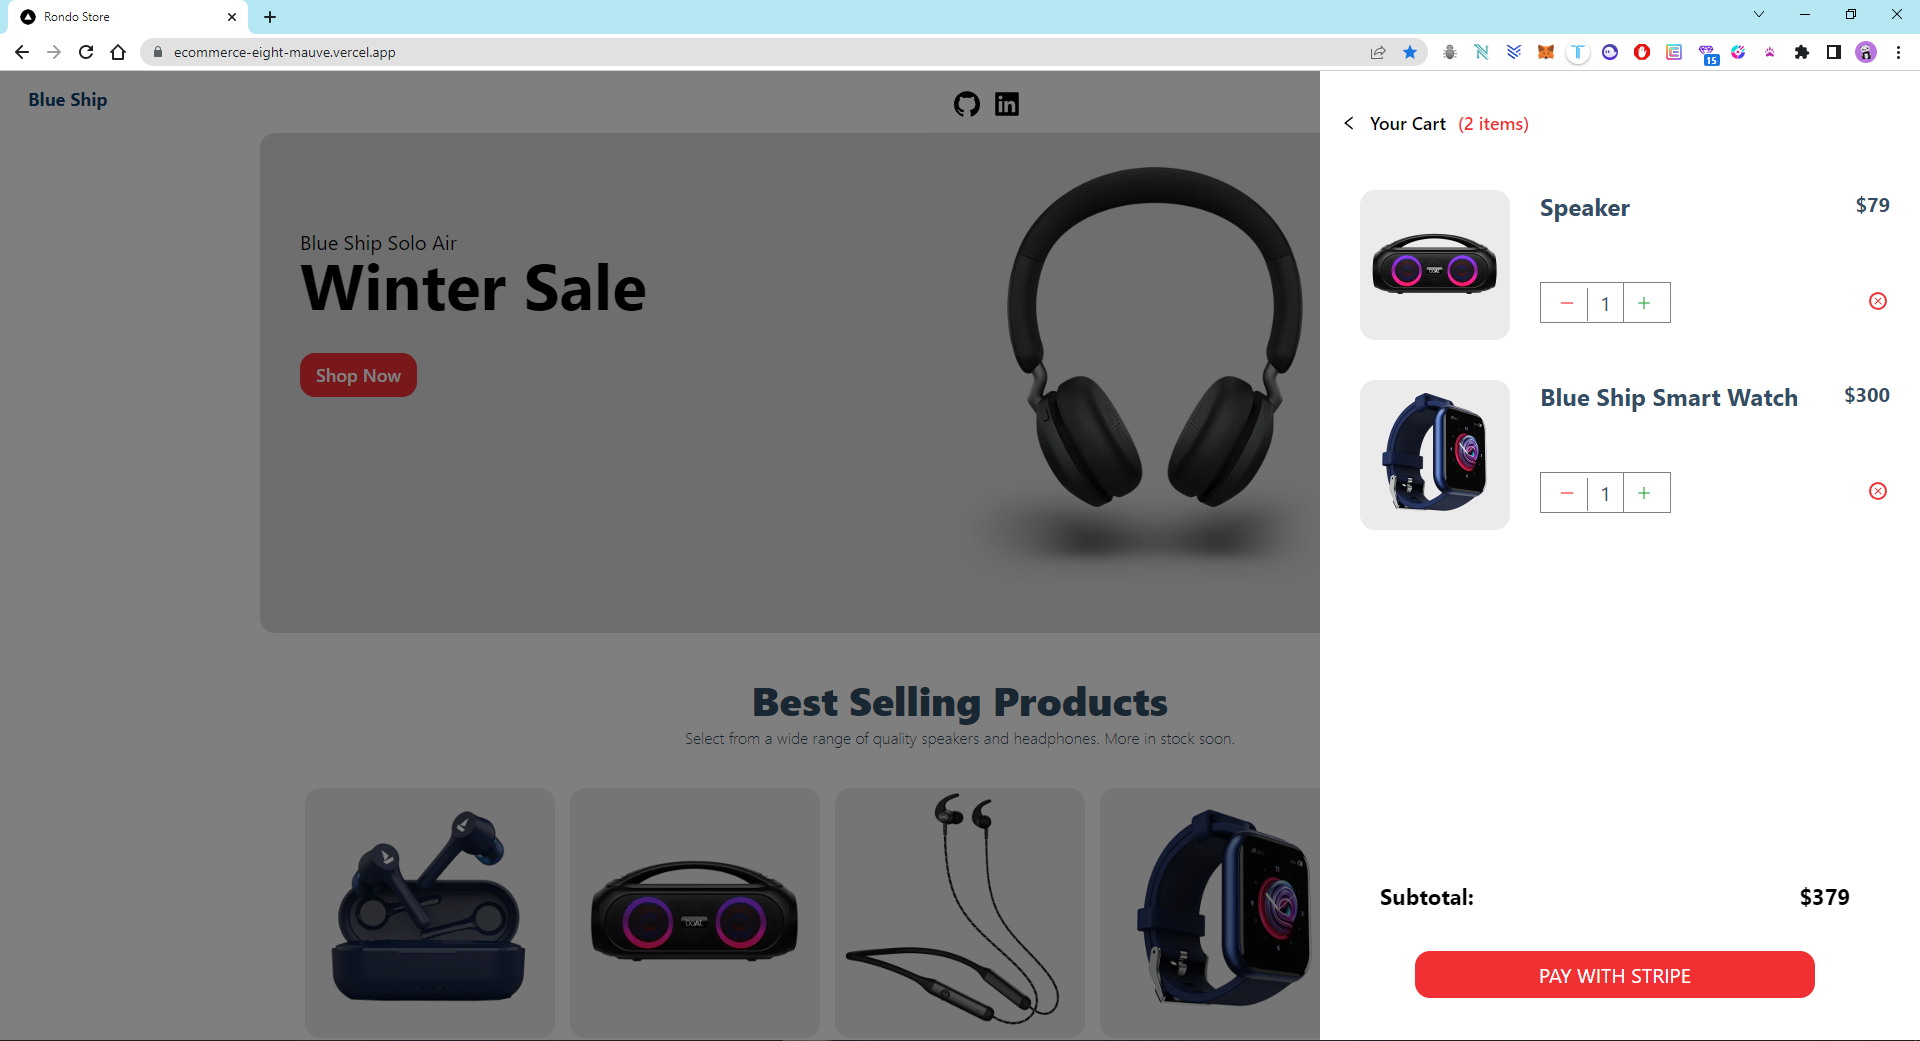 Rondo Store
ecommerce-eight-mauve.vercel.app
15
Blue Ship
Blue Ship Solo Air
Winter Sale
Shop Now
Best Selling Products
Select from a wide range of quality speakers and headphones. More in stock soon.
Your Cart (2 items)
Speaker $79
1
Blue Ship Smart Watch $300
1
Subtotal: $379
PAY WITH STRIPE